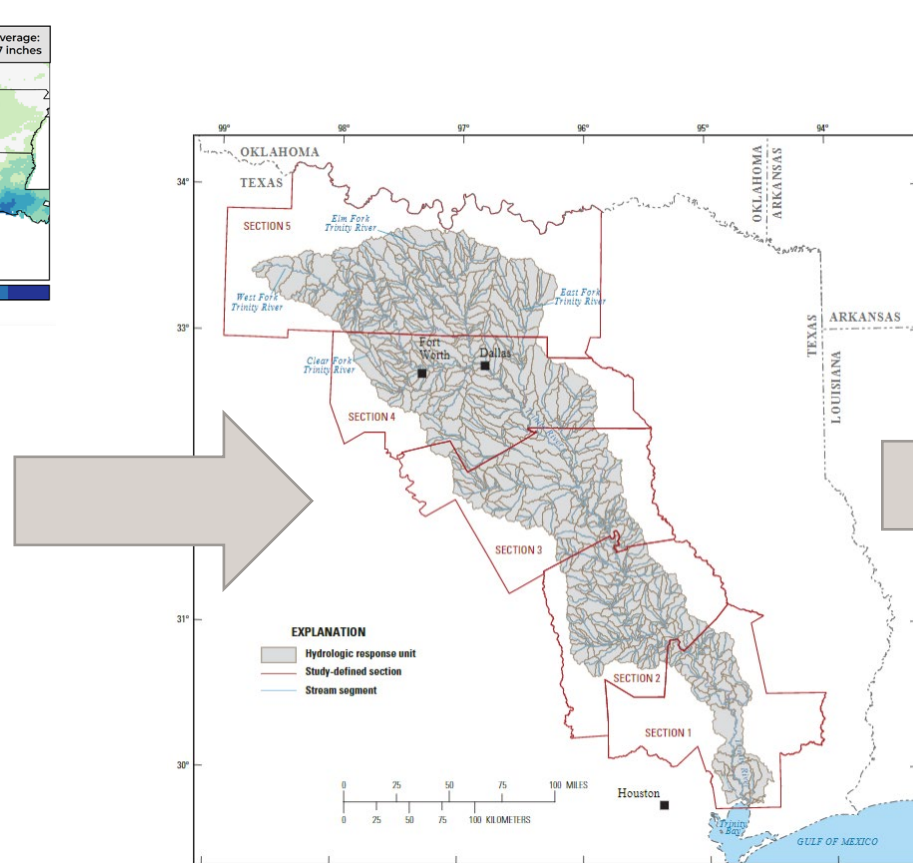 verage:
7 inches
99°
98°
97°
96°
95°
94°
OKLAHOMA
TEXAS
34°
SECTION 5
Elm Fork
Trinity River
OKLAHOMA
ARKANSAS
West Fork
Trinity River
East Fork
Trinity River
33°
TEXAS
ARKANSAS
LOUISIANA
Fort
Worth
Dallas
Clear Fork
Trinity River
SECTION 4
SECTION 3
31°
EXPLANATION
Hydrologic response unit
Study-defined section
Stream segment
SECTION 2
SECTION 1
30°
0 25 50 75 100 MILES
0 25 50 75 100 KILOMETERS
Houston
Trinity
Bay
GULF OF MEXICO